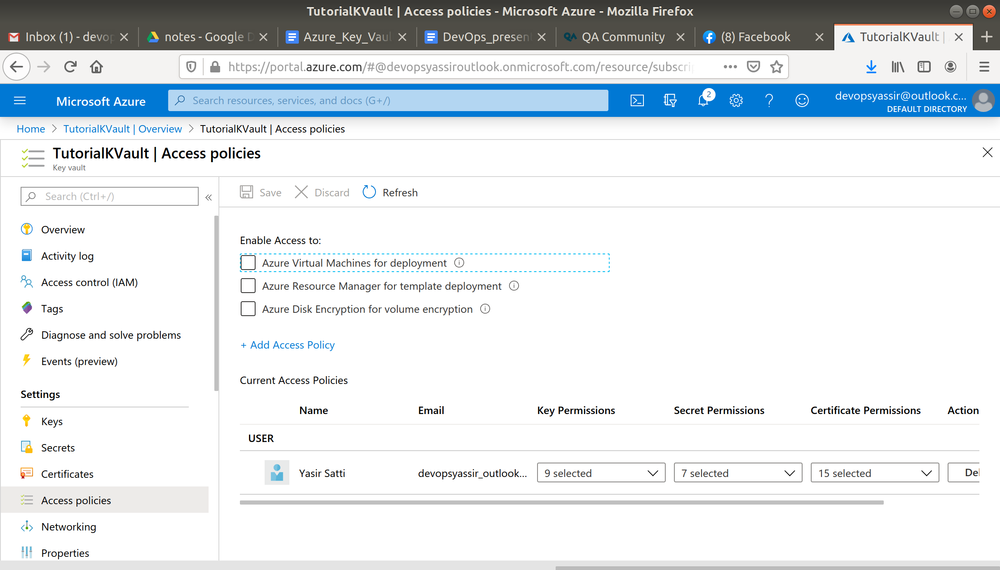 TutorialKVault | Access policies - Microsoft Azure - Mozilla Firefox
Inbox (1) - devop
notes - Google D
Azure_Key_Vaul
DevOps_present
QA Community
(8) Facebook
TutorialKVault |
https://portal.azure.com/#@devopsyassiroutlook.onmicrosoft.com/resource/subscrip
Microsoft Azure
Search resources, services, and docs (G+/)
2
devopsyassir@outlook.c...
DEFAULT DIRECTORY
Home > TutorialKVault | Overview > TutorialKVault | Access policies
TutorialKVault | Access policies
Key vault
Search (Ctrl+/)
«
Overview
Activity log
Access control (IAM)
Tags
Diagnose and solve problems
Events (preview)
Settings
Keys
Secrets
Certificates
Access policies
Networking
Properties
Save
Discard
Refresh
Enable Access to:
Azure Virtual Machines for deployment
Azure Resource Manager for template deployment
Azure Disk Encryption for volume encryption
+ Add Access Policy
Current Access Policies
Name Email Key Permissions Secret Permissions Certificate Permissions Action
USER
Yasir Satti devopsyassir_outlook... 9 selected 7 selected 15 selected Del